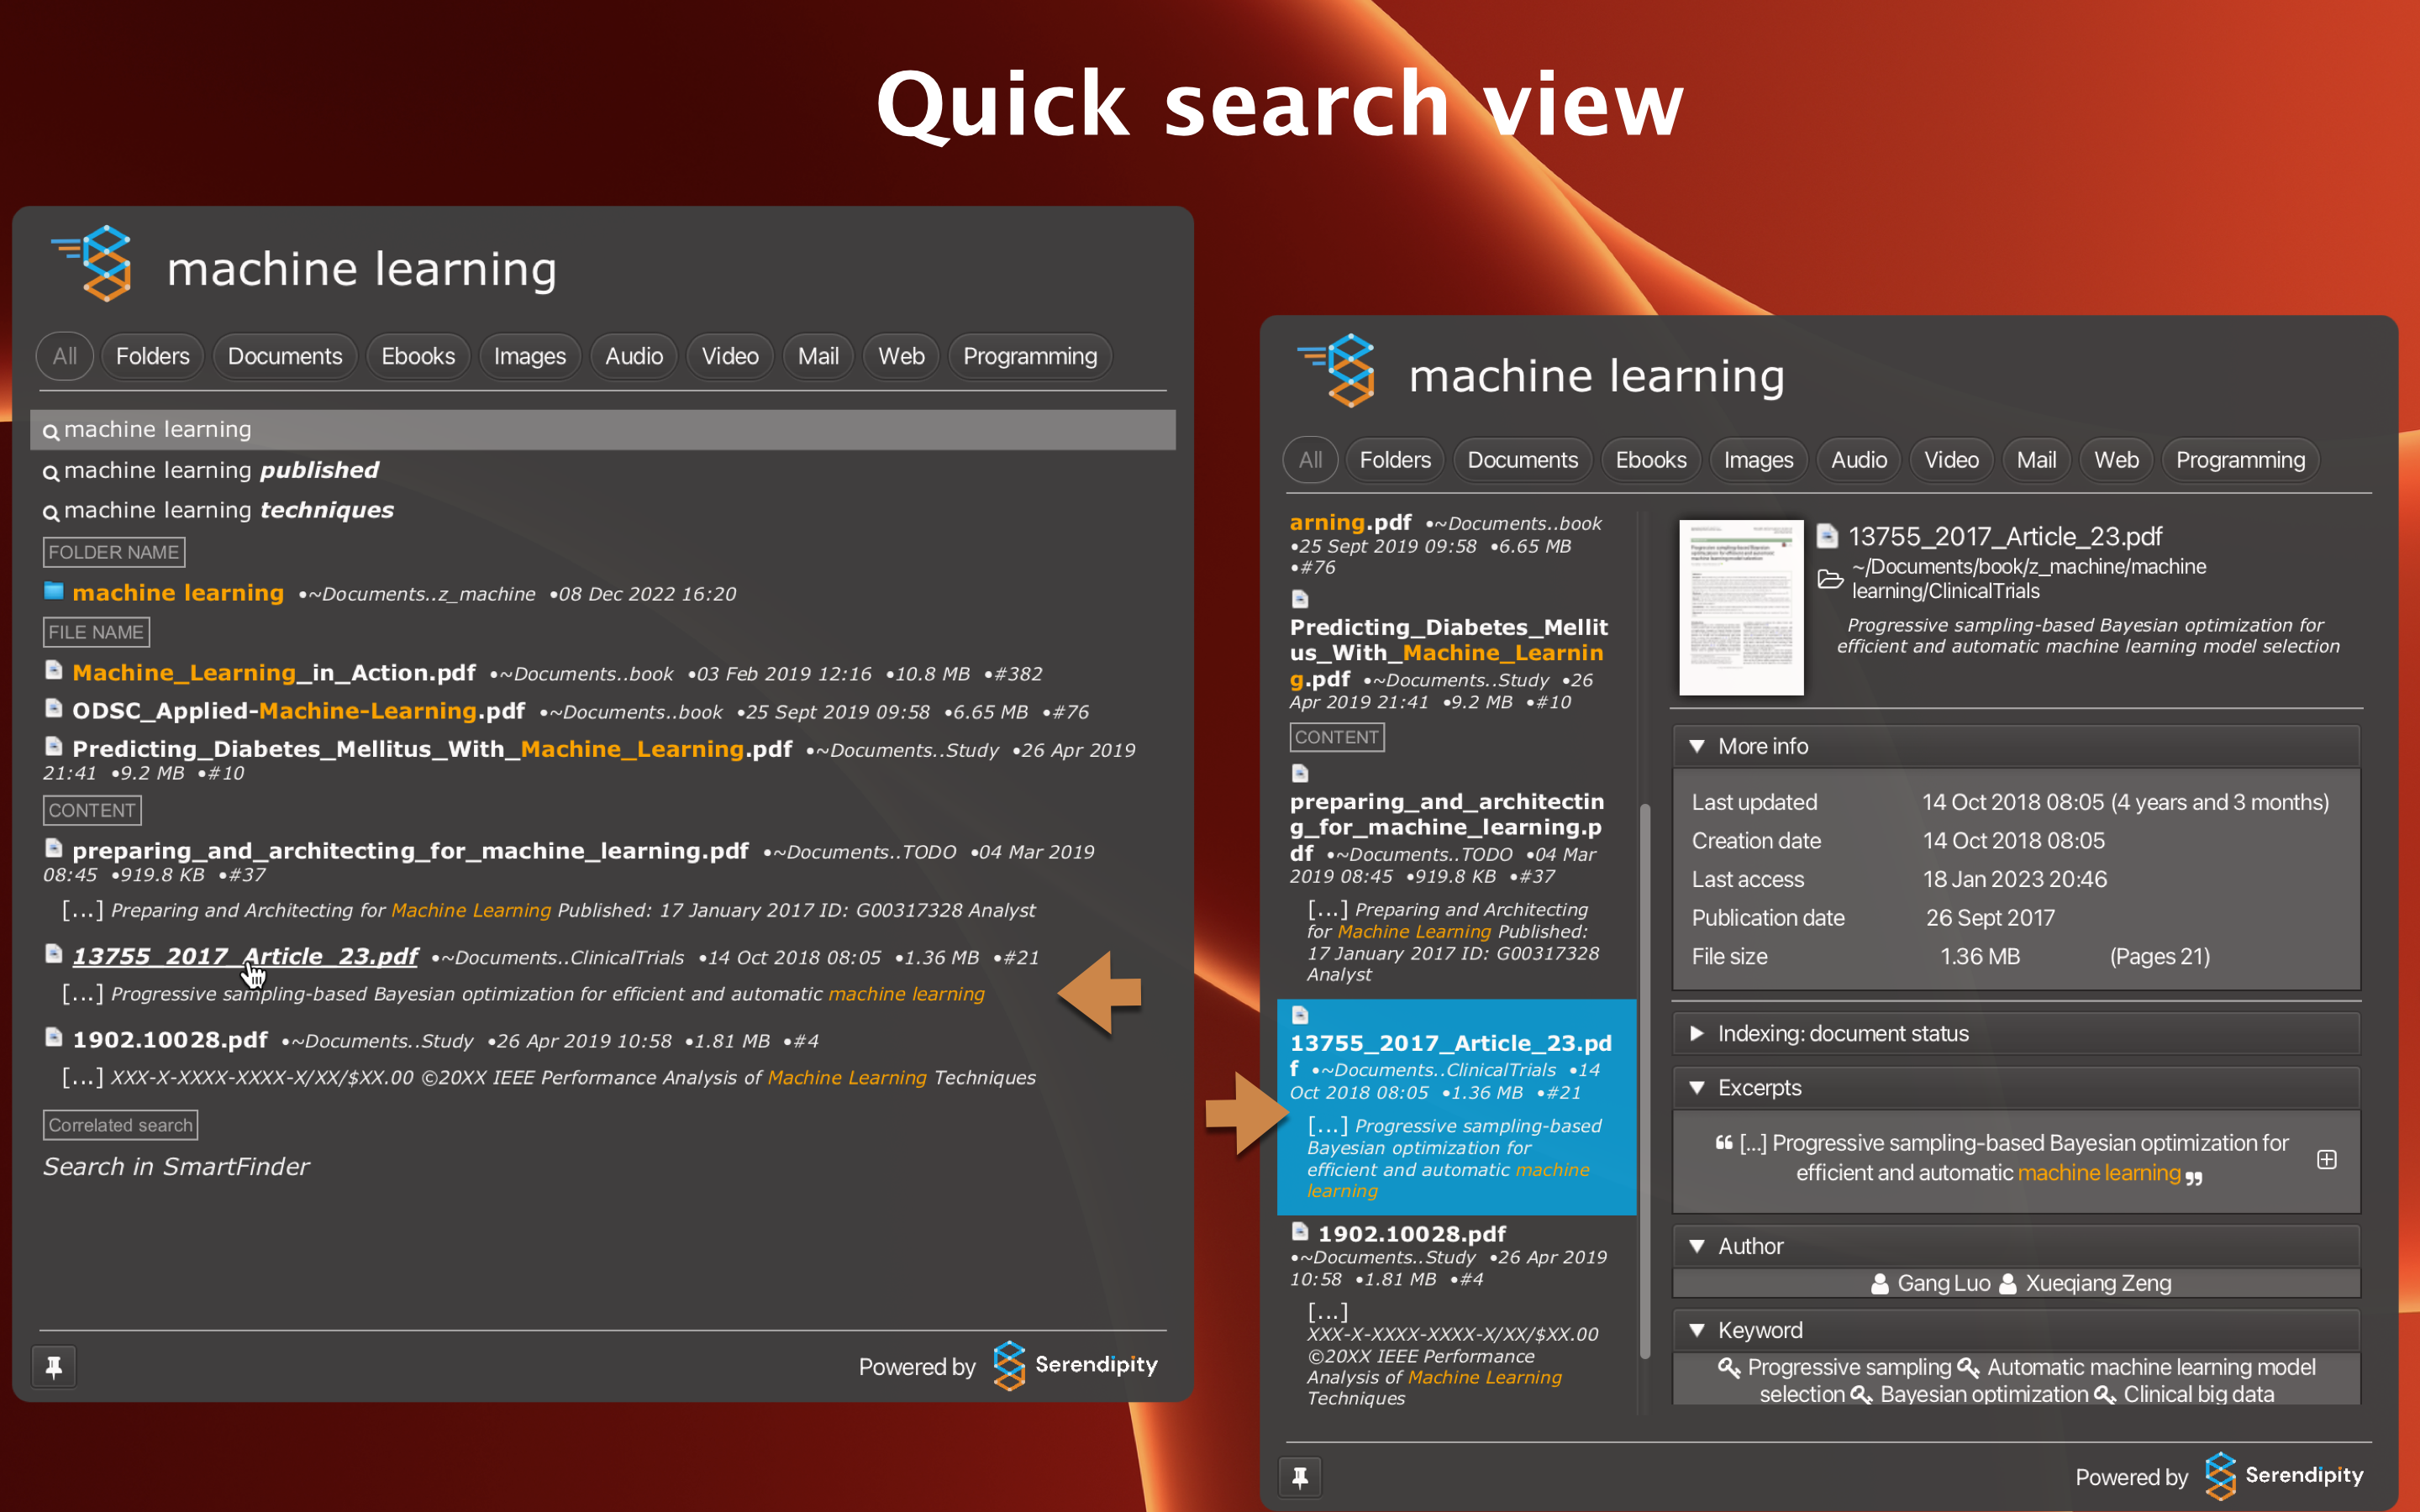 Quick search view
machine learning
All Folders Documents Ebooks Images Audio Video Mail Web Programming
machine learning
machine learning published
machine learning techniques
FOLDER NAME
machine learning •~Documents..z_machine •08 Dec 2022 16:20
FILE NAME
Machine_Learning_in_Action.pdf •~Documents..book •03 Feb 2019 12:16 •10.8 MB •#382
ODSC_Applied-Machine-Learning.pdf •~Documents..book •25 Sept 2019 09:58 •6.65 MB •#76
Predicting_Diabetes_Mellitus_With_Machine_Learning.pdf •~Documents..Study •26 Apr 2019
21:41 •9.2 MB •#10
CONTENT
preparing_and_architecting_for_machine_learning.pdf •~Documents..TODO •04 Mar 2019
08:45 •919.8 KB •#37
[...] Preparing and Architecting for Machine Learning Published: 17 January 2017 ID: G00317328 Analyst
13755_2017_Article_23.pdf •~Documents..ClinicalTrials •14 Oct 2018 08:05 •1.36 MB •#21
[...] Progressive sampling-based Bayesian optimization for efficient and automatic machine learning
1902.10028.pdf •~Documents..Study •26 Apr 2019 10:58 •1.81 MB •#4
[...] XXX-X-XXXX-XXXX-X/XX/$XX.00 ©20XX IEEE Performance Analysis of Machine Learning Techniques
Correlated search
Search in SmartFinder
Powered by Serendipity
machine learning
All Folders Documents Ebooks Images Audio Video Mail Web Programming
arning.pdf •~Documents..book
•25 Sept 2019 09:58 •6.65 MB
•#76
Predicting_Diabetes_Mellit
us_With_Machine_Learnin
g.pdf •~Documents..Study •26
Apr 2019 21:41 •9.2 MB •#10
CONTENT
preparing_and_architectin
g_for_machine_learning.p
df •~Documents..TODO •04 Mar
2019 08:45 •919.8 KB •#37
[...] Preparing and Architecting
for Machine Learning Published:
17 January 2017 ID: G00317328
Analyst
13755_2017_Article_23.pd
f •~Documents..ClinicalTrials •14
Oct 2018 08:05 •1.36 MB •#21
[...] Progressive sampling-based
Bayesian optimization for
efficient and automatic machine
learning
1902.10028.pdf
•~Documents..Study •26 Apr 2019
10:58 •1.81 MB •#4
[...]
XXX-X-XXXX-XXXX-X/XX/$XX.00
©20XX IEEE Performance
Analysis of Machine Learning
Techniques
13755_2017_Article_23.pdf
~/Documents/book/z_machine/machine
learning/ClinicalTrials
Progressive sampling-based Bayesian optimization for
efficient and automatic machine learning model selection
More info
Last updated 14 Oct 2018 08:05 (4 years and 3 months)
Creation date 14 Oct 2018 08:05
Last access 18 Jan 2023 20:46
Publication date 26 Sept 2017
File size 1.36 MB (Pages 21)
Indexing: document status
Excerpts
❝ [...] Progressive sampling-based Bayesian optimization for
efficient and automatic machine learning ❞
Author
Gang Luo Xueqiang Zeng
Keyword
Progressive sampling Automatic machine learning model
selection Bayesian optimization Clinical big data
Powered by Serendipity